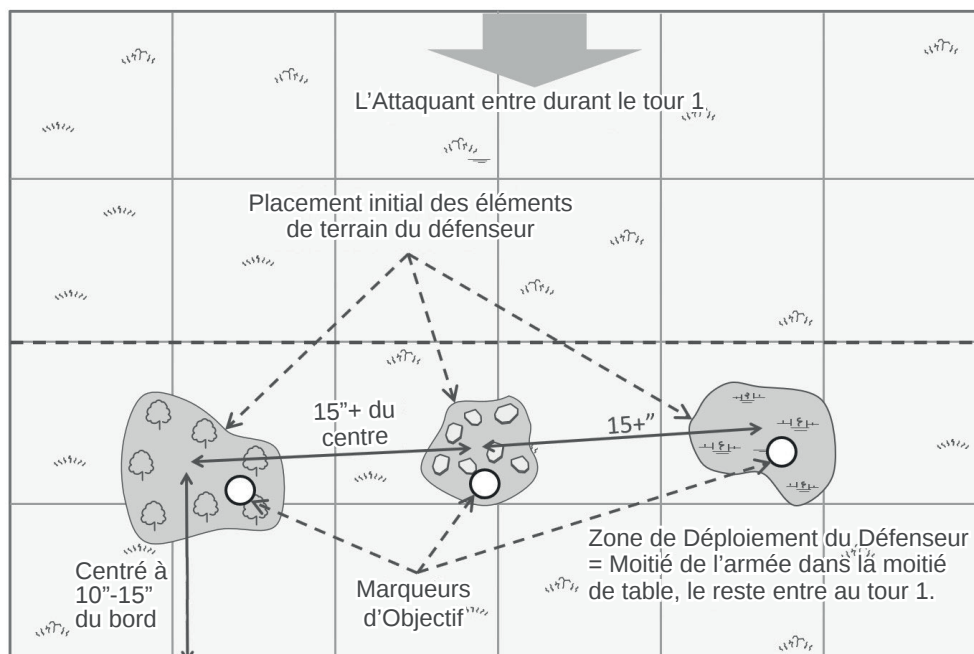 L’Attaquant entre durant le tour 1
Placement initial des éléments
de terrain du défenseur
15”+ du
centre
15+”
Centré à
10”-15”
du bord
Marqueurs
d’Objectif
Zone de Déploiement du Défenseur
= Moitié de l’armée dans la moitié
de table, le reste entre au tour 1.